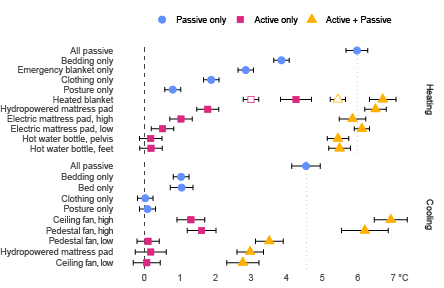 Passive only Active only Active + Passive
All passive
Bedding only
Emergency blanket only
Clothing only
Posture only
Heated blanket
Hydropowered mattress pad
Electric mattress pad, high
Electric mattress pad, low
Hot water bottle, pelvis
Hot water bottle, feet
Heating
All passive
Bedding only
Bed only
Clothing only
Posture only
Ceiling fan, high
Pedestal fan, high
Pedestal fan, low
Hydropowered mattress pad
Ceiling fan, low
Cooling
0 1 2 3 4 5 6 7 °C